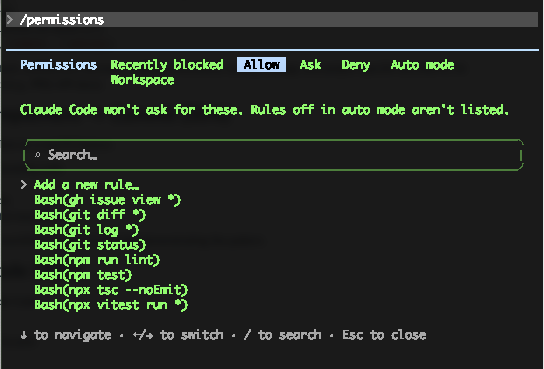 > /permissions
Permissions Recently blocked Allow Ask Deny Auto mode
Workspace
Claude Code won't ask for these. Rules off in auto mode aren't listed.
⌕ Search…
> Add a new rule…
Bash(gh issue view *)
Bash(git diff *)
Bash(git log *)
Bash(git status)
Bash(npm run lint)
Bash(npm test)
Bash(npx tsc --noEmit)
Bash(npx vitest run *)
↓ to navigate · ←/→ to switch · / to search · Esc to close